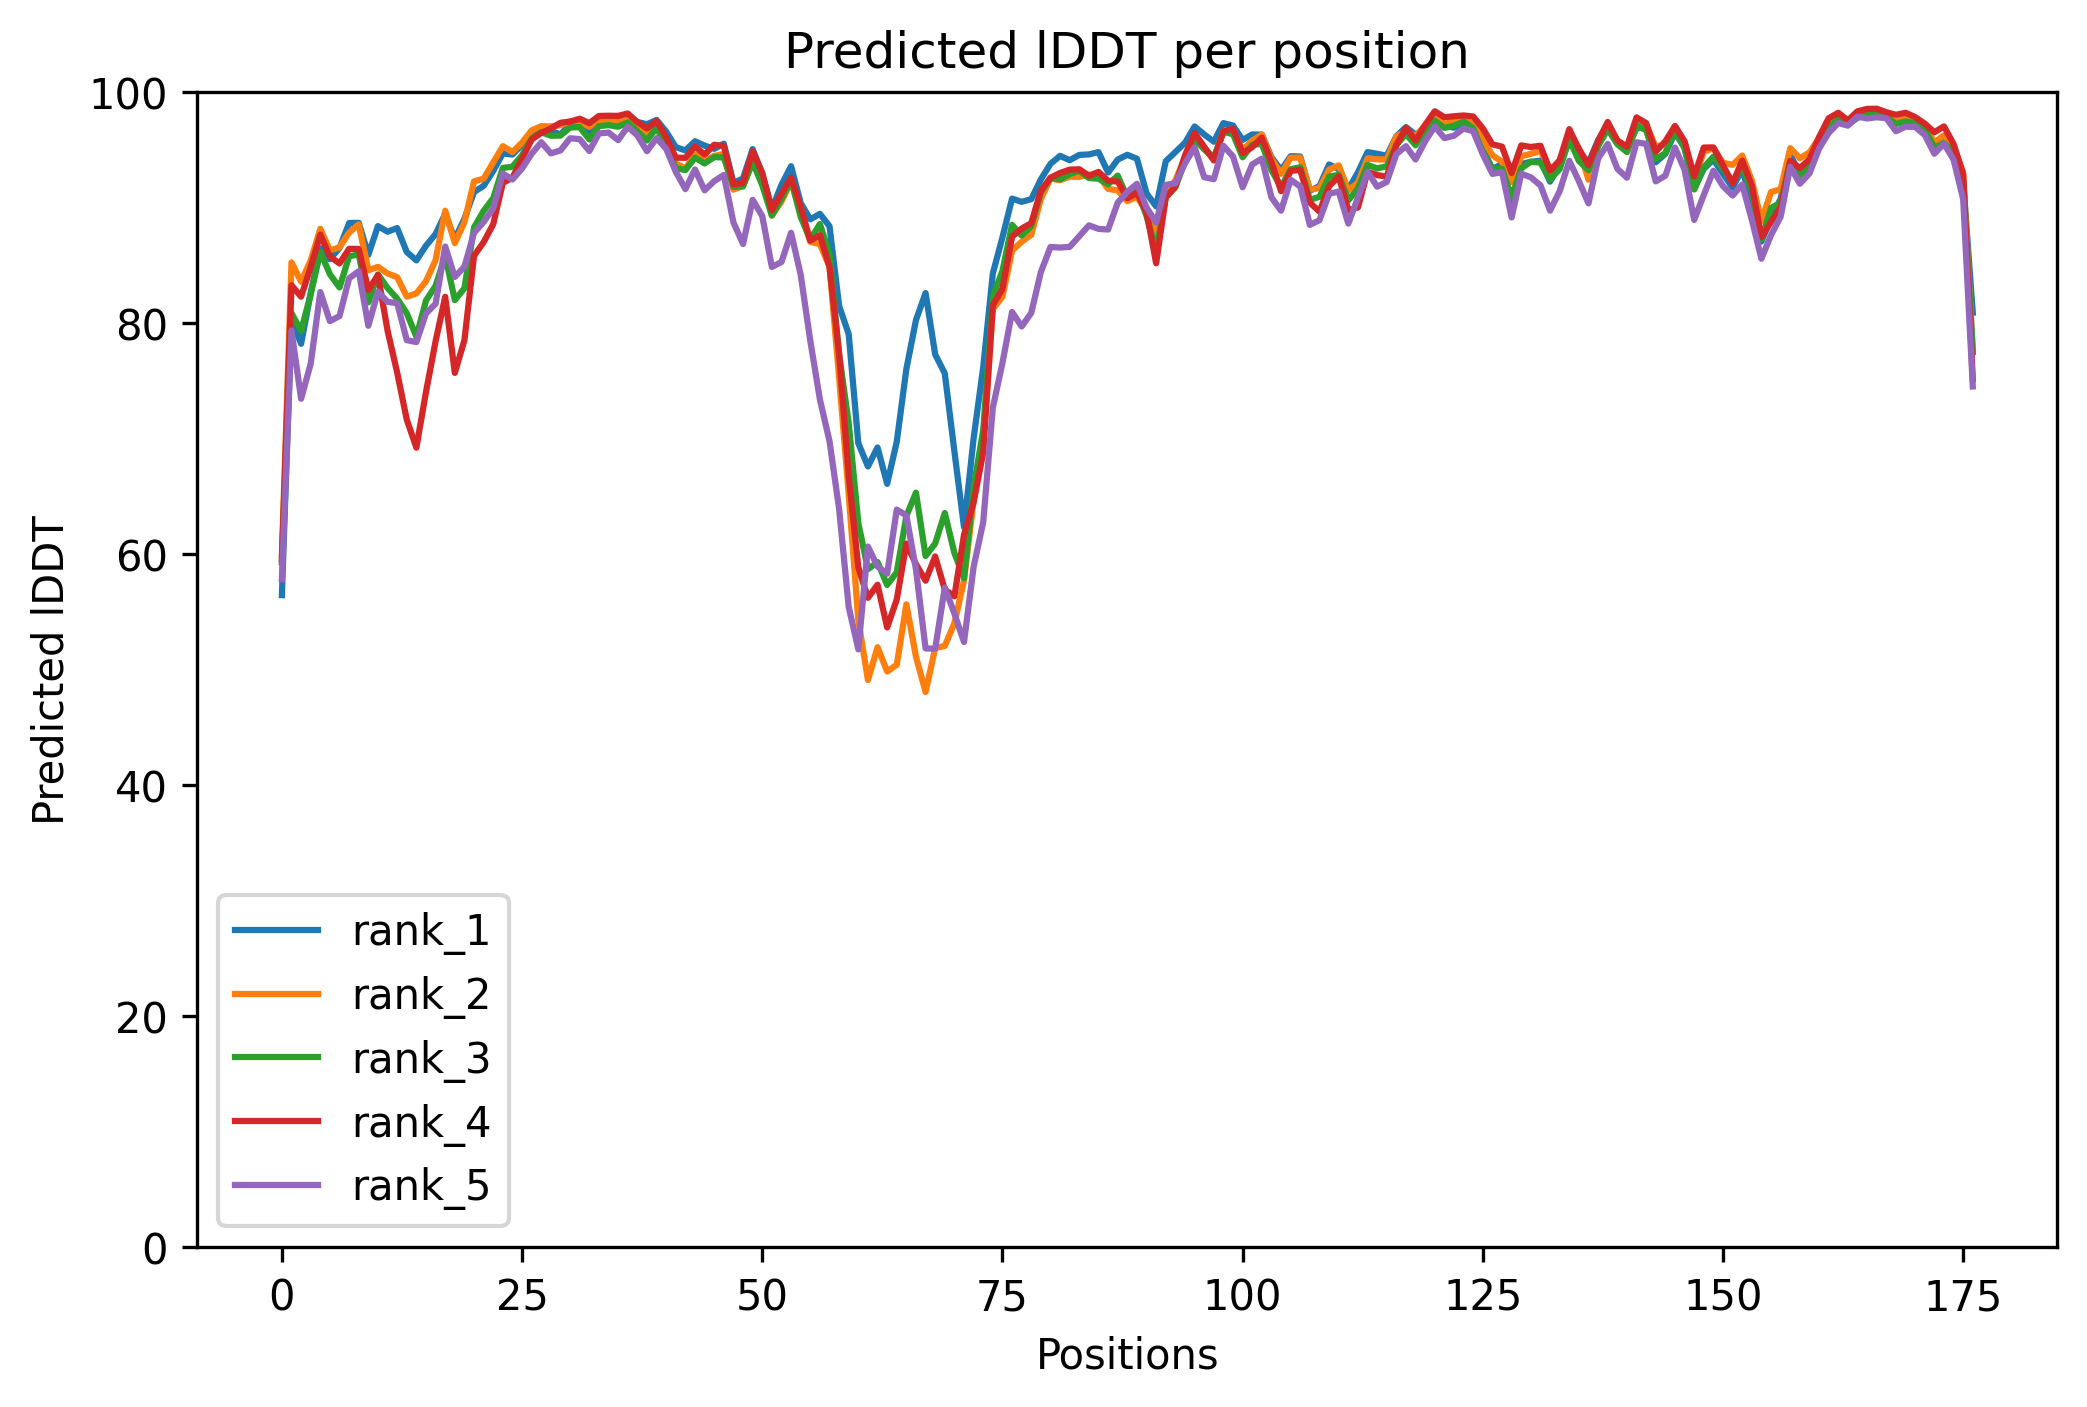 Predicted lDDT per position
100
80
60
40
20
0
Predicted lDDT
rank_1
rank_2
rank_3
rank_4
rank_5
0 25 50 75 100 125 150 175
Positions